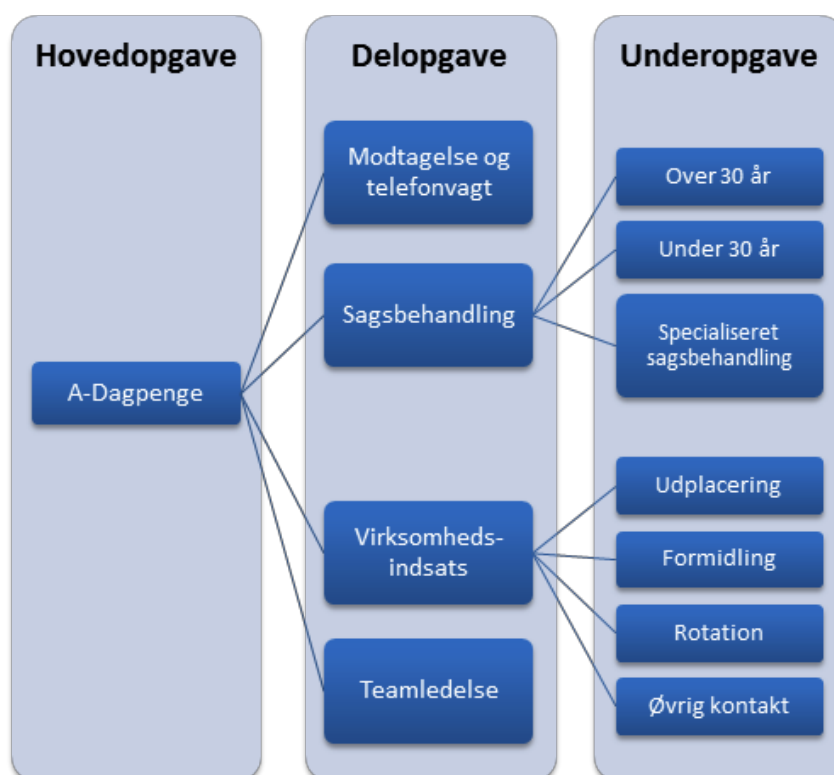 Hovedopgave
Delopgave
Underopgave
A-Dagpenge
Modtagelse og
telefonvagt
Sagsbehandling
Virksomheds-
indsats
Teamledelse
Over 30 år
Under 30 år
Specialiseret
sagsbehandling
Udplacering
Formidling
Rotation
Øvrig kontakt